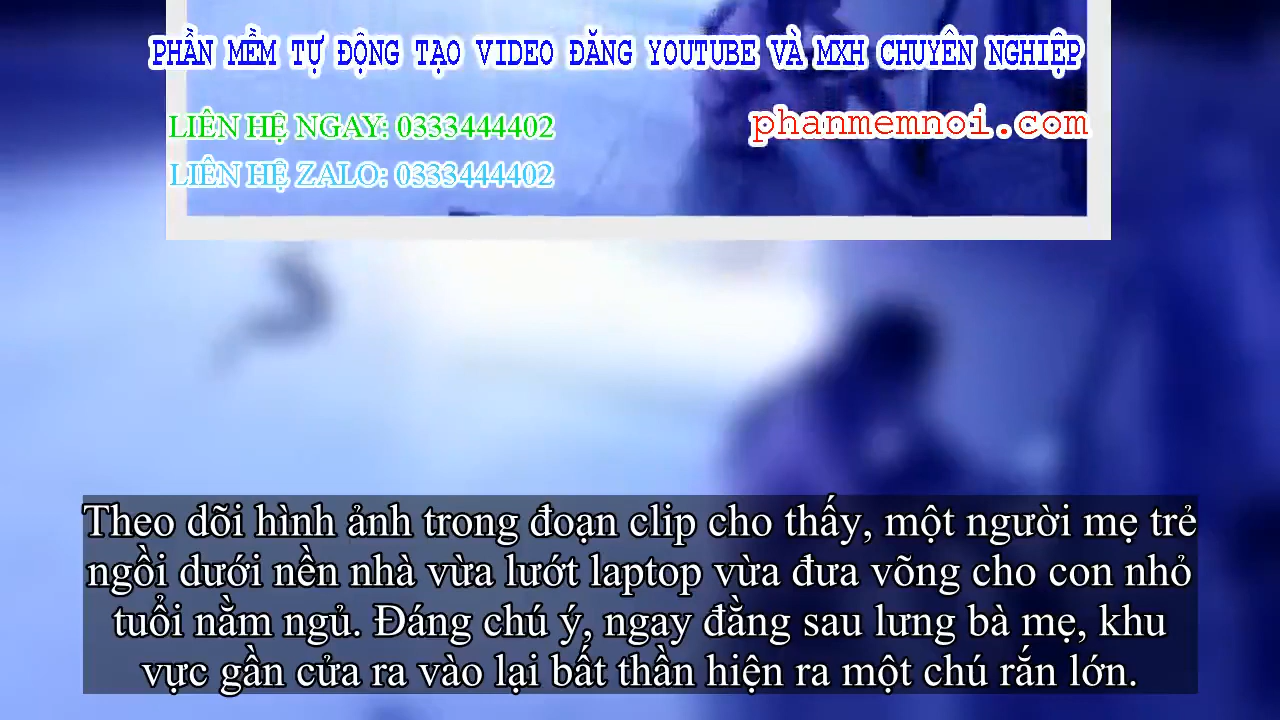 PHẦN MỀM TỰ ĐỘNG TẠO VIDEO ĐĂNG YOUTUBE VÀ MXH CHUYÊN NGHIỆP
LIÊN HỆ NGAY: 0333444402
phanmemnoi.com
LIÊN HỆ ZALO: 0333444402
Theo dõi hình ảnh trong đoạn clip cho thấy, một người mẹ trẻ
ngồi dưới nền nhà vừa lướt laptop vừa đưa võng cho con nhỏ
tuổi nằm ngủ. Đáng chú ý, ngay đằng sau lưng bà mẹ, khu
vực gần cửa ra vào lại bất thần hiện ra một chú rắn lớn.